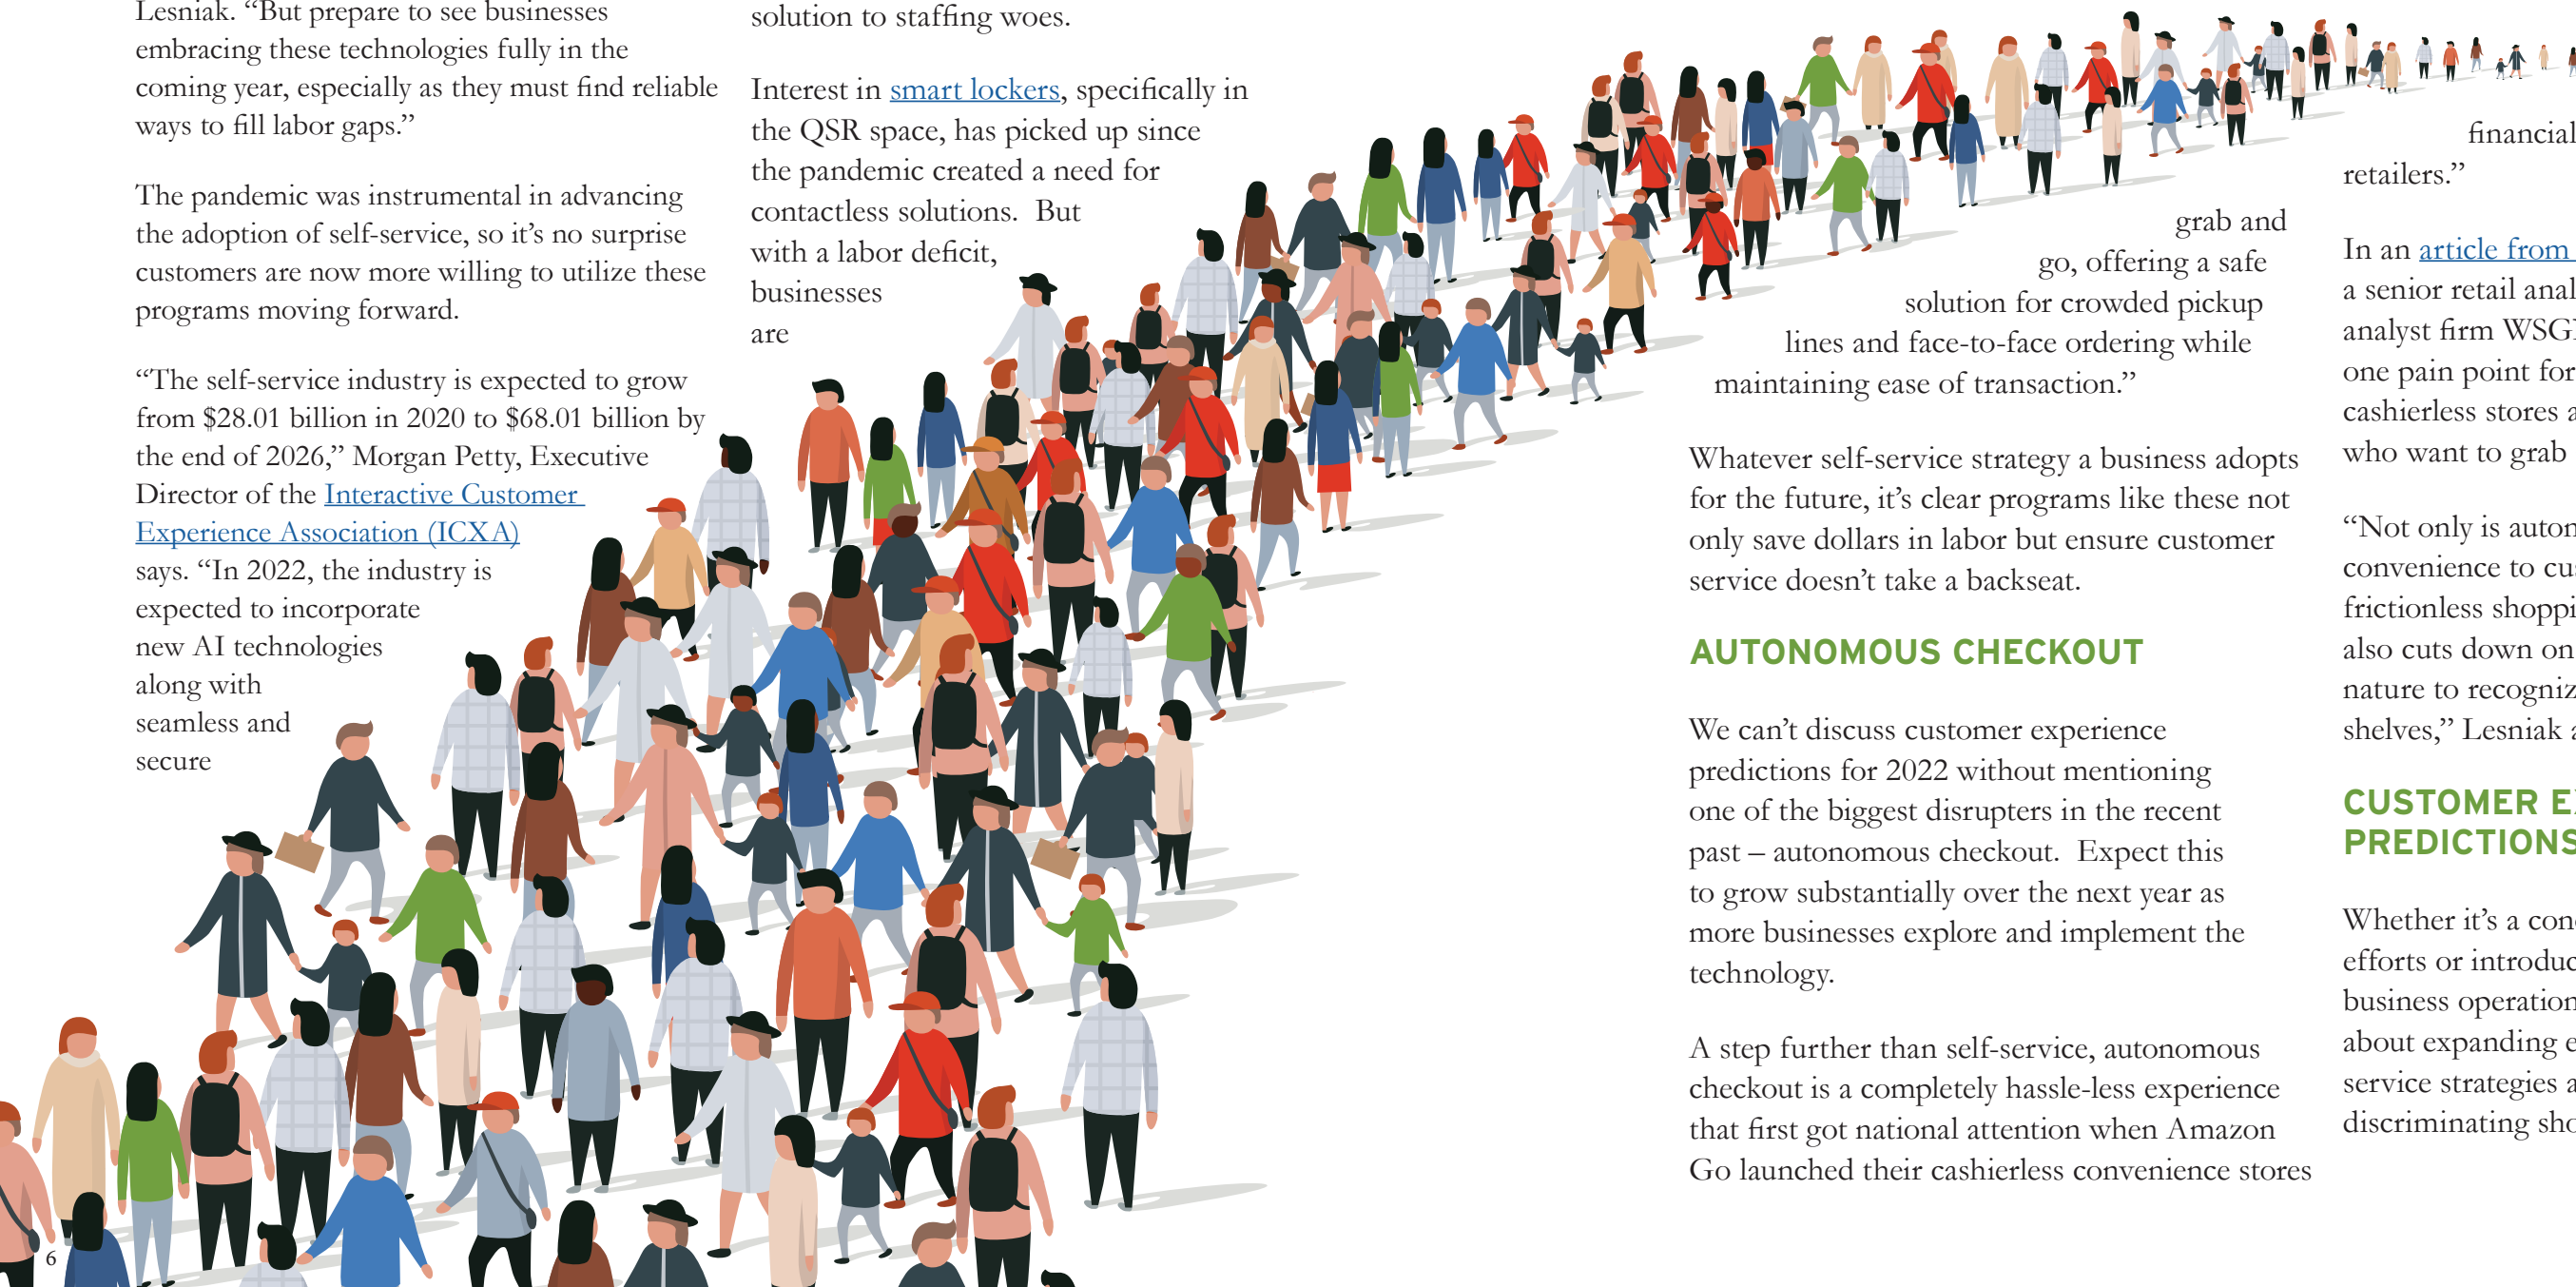 Lesniak. “But prepare to see businesses
embracing these technologies fully in the
coming year, especially as they must find reliable
ways to fill labor gaps.”
The pandemic was instrumental in advancing
the adoption of self-service, so it’s no surprise
customers are now more willing to utilize these
programs moving forward.
“The self-service industry is expected to grow
from $28.01 billion in 2020 to $68.01 billion by
the end of 2026,” Morgan Petty, Executive
Director of the Interactive Customer
Experience Association (ICXA)
says. “In 2022, the industry is
expected to incorporate
new AI technologies
along with
seamless and
secure
solution to staffing woes.
Interest in smart lockers, specifically in
the QSR space, has picked up since
the pandemic created a need for
contactless solutions.  But
with a labor deficit,
businesses
are
grab and
go, offering a safe
solution for crowded pickup
lines and face-to-face ordering while
maintaining ease of transaction.”
Whatever self-service strategy a business adopts
for the future, it’s clear programs like these not
only save dollars in labor but ensure customer
service doesn’t take a backseat.
AUTONOMOUS CHECKOUT
We can’t discuss customer experience
predictions for 2022 without mentioning
one of the biggest disrupters in the recent
past – autonomous checkout.  Expect this
to grow substantially over the next year as
more businesses explore and implement the
technology.
A step further than self-service, autonomous
checkout is a completely hassle-less experience
that first got national attention when Amazon
Go launched their cashierless convenience stores
financial
retailers.”
In an article from
a senior retail
analyst firm
one pain point for
cashierless stores
who want to grab
“Not only is
convenience to
frictionless
also cuts down on
nature to
shelves,” Lesniak
CUSTOMER
PREDICTIONS
Whether it’s a
efforts or
business
about expanding
service strategies
discriminating
6